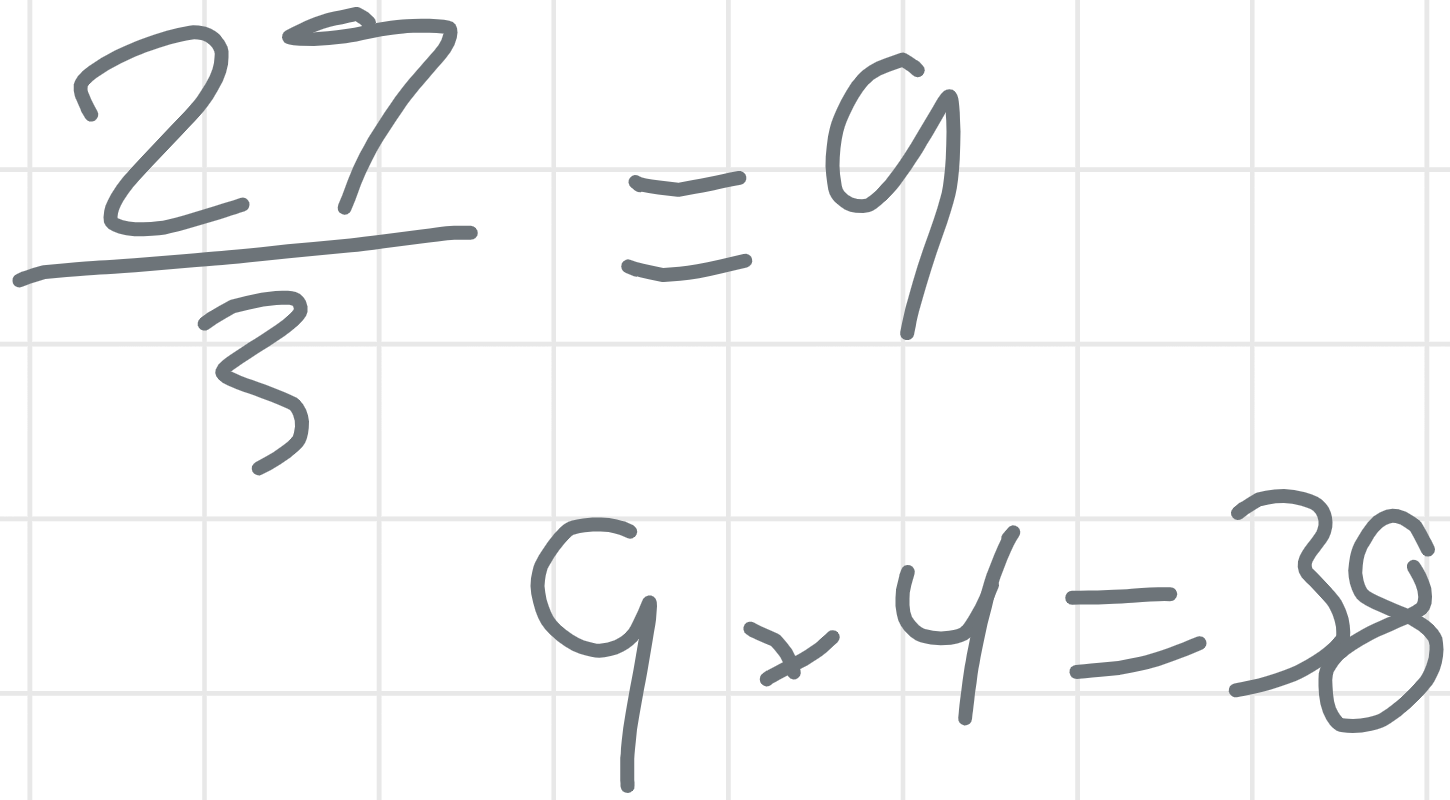 27/3 = 9
9 x 4 = 38